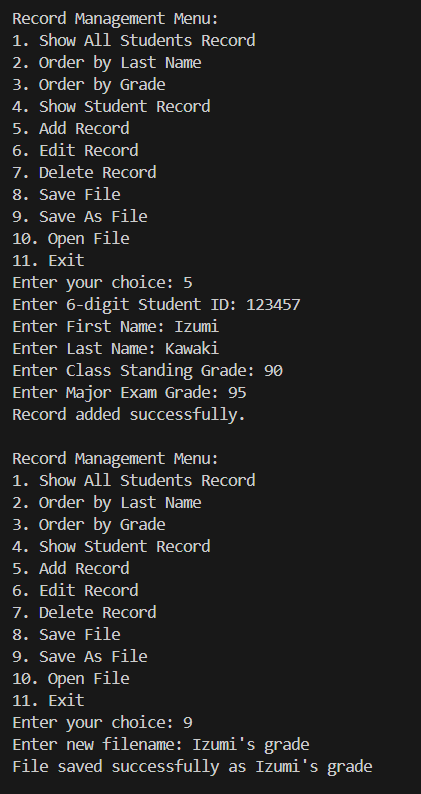 Record Management Menu:
1. Show All Students Record
2. Order by Last Name
3. Order by Grade
4. Show Student Record
5. Add Record
6. Edit Record
7. Delete Record
8. Save File
9. Save As File
10. Open File
11. Exit
Enter your choice: 5
Enter 6-digit Student ID: 123457
Enter First Name: Izumi
Enter Last Name: Kawaki
Enter Class Standing Grade: 90
Enter Major Exam Grade: 95
Record added successfully.

Record Management Menu:
1. Show All Students Record
2. Order by Last Name
3. Order by Grade
4. Show Student Record
5. Add Record
6. Edit Record
7. Delete Record
8. Save File
9. Save As File
10. Open File
11. Exit
Enter your choice: 9
Enter new filename: Izumi's grade
File saved successfully as Izumi's grade